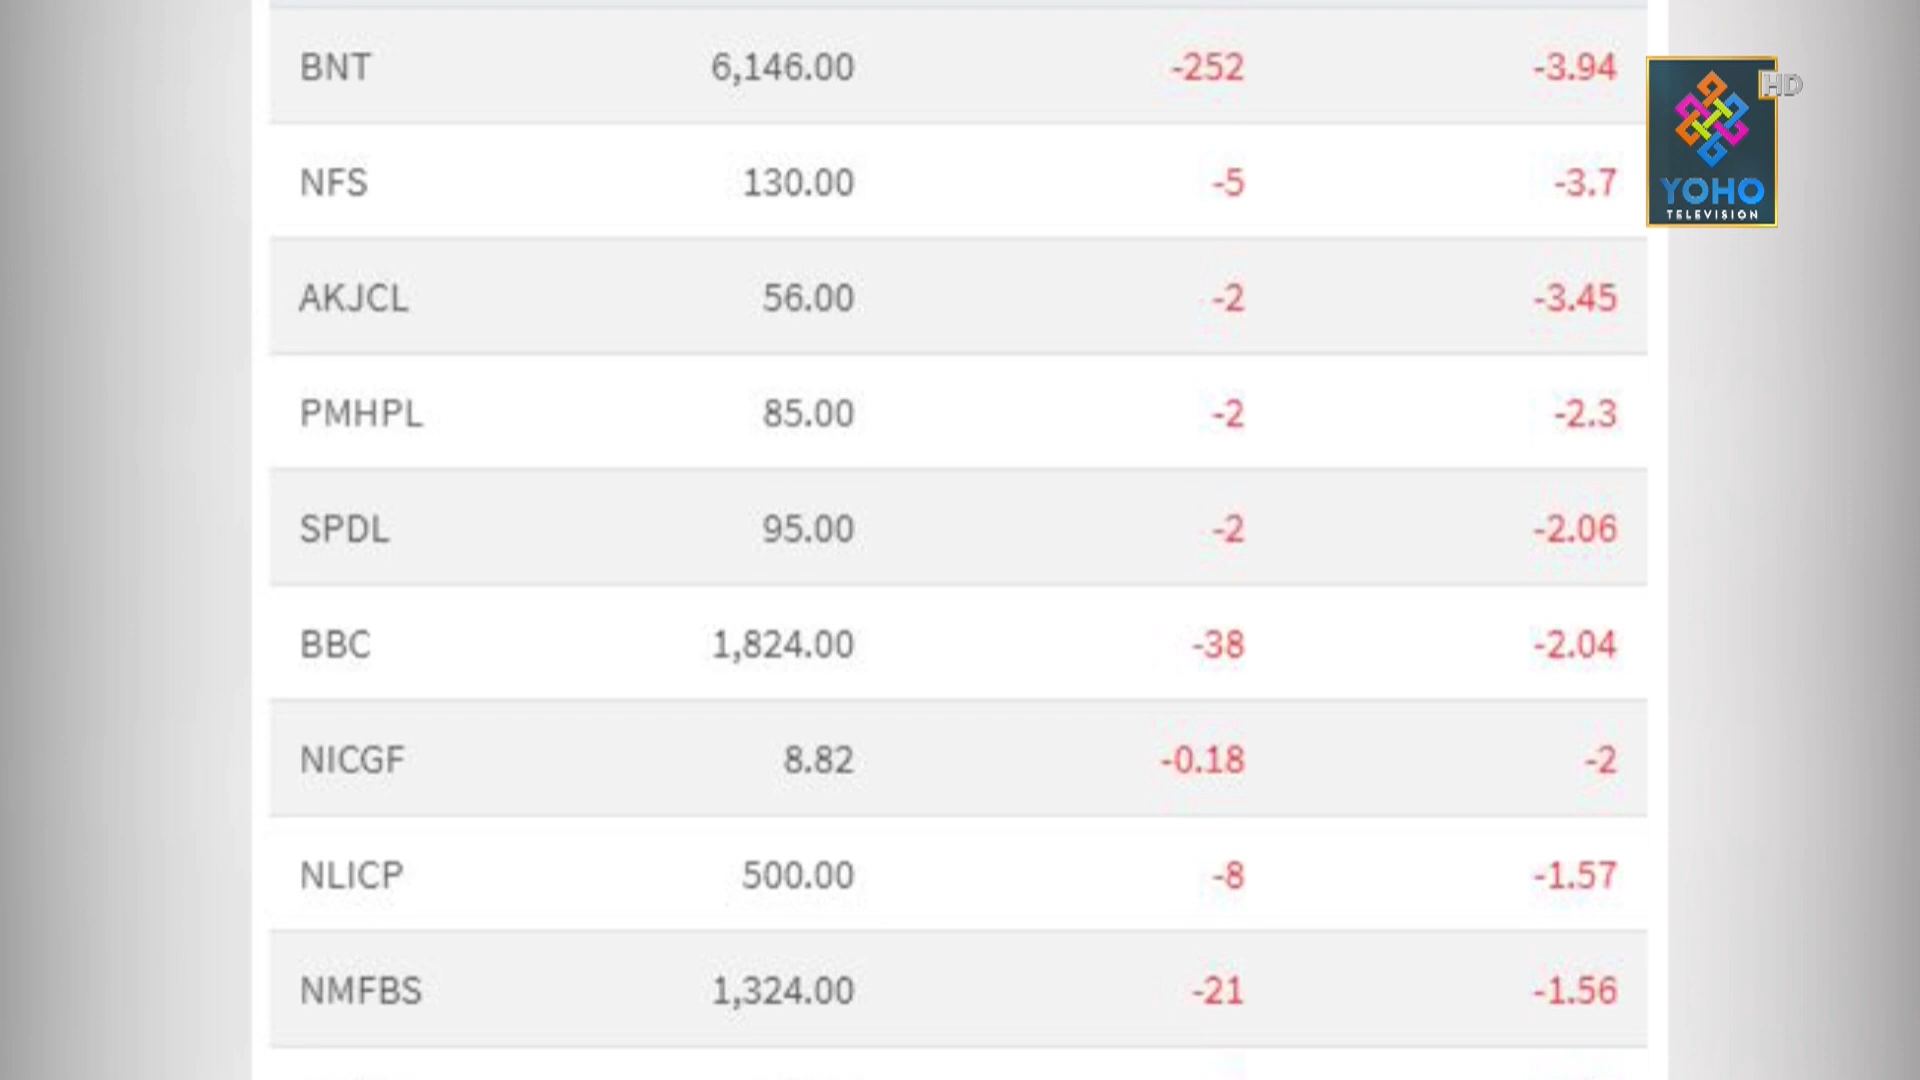 BNT 6,146.00 -252 -3.94
NFS 130.00 -5 -3.7
AKJCL 56.00 -2 -3.45
PMHPL 85.00 -2 -2.3
SPDL 95.00 -2 -2.06
BBC 1,824.00 -38 -2.04
NICGF 8.82 -0.18 -2
NLICP 500.00 -8 -1.57
NMFBS 1,324.00 -21 -1.56
HD
YOHO
TELEVISION